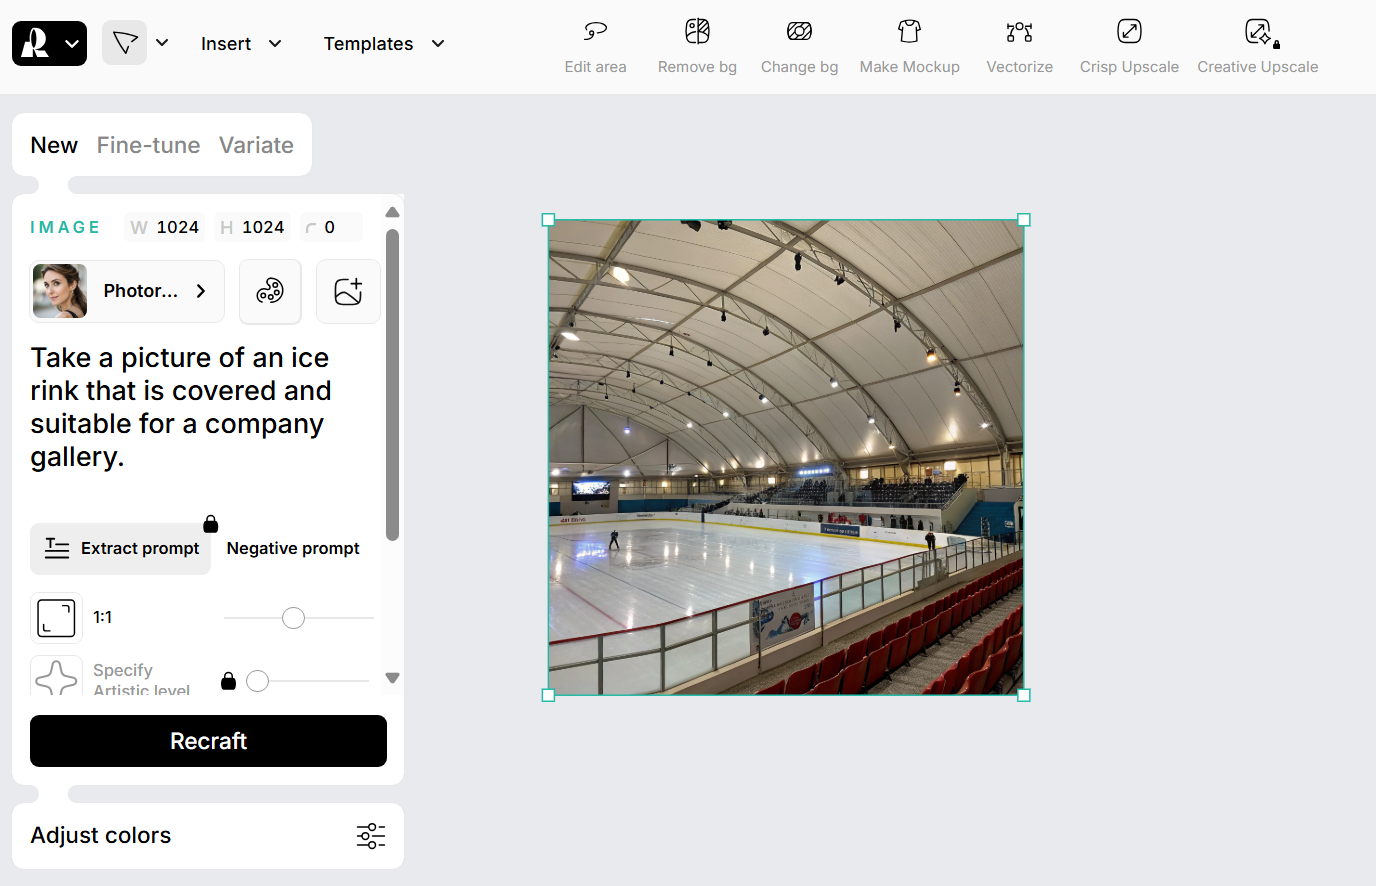 Insert
Templates
Edit area
Remove bg
Change bg
Make Mockup
Vectorize
Crisp Upscale
Creative Upscale
New Fine-tune Variate
IMAGE W 1024 H 1024 0
Photor...
Take a picture of an ice
rink that is covered and
suitable for a company
gallery.
Extract prompt
Negative prompt
1:1
Specify
Artistic level
Recraft
Adjust colors